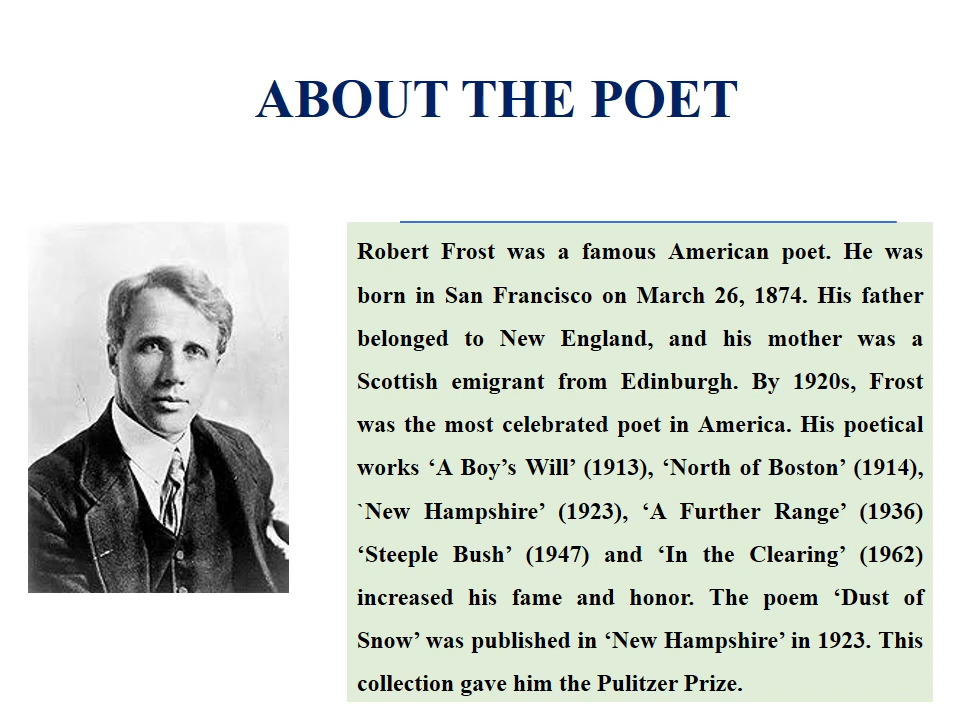 ABOUT THE POET
Robert Frost was a famous American poet. He was
born in San Francisco on March 26, 1874. His father
belonged to New England, and his mother was a
Scottish emigrant from Edinburgh. By 1920s, Frost
was the most celebrated poet in America. His poetical
works ‘A Boy’s Will’ (1913), ‘North of Boston’ (1914),
`New Hampshire’ (1923), ‘A Further Range’ (1936)
‘Steeple Bush’ (1947) and ‘In the Clearing’ (1962)
increased his fame and honor. The poem ‘Dust of
Snow’ was published in ‘New Hampshire’ in 1923. This
collection gave him the Pulitzer Prize.